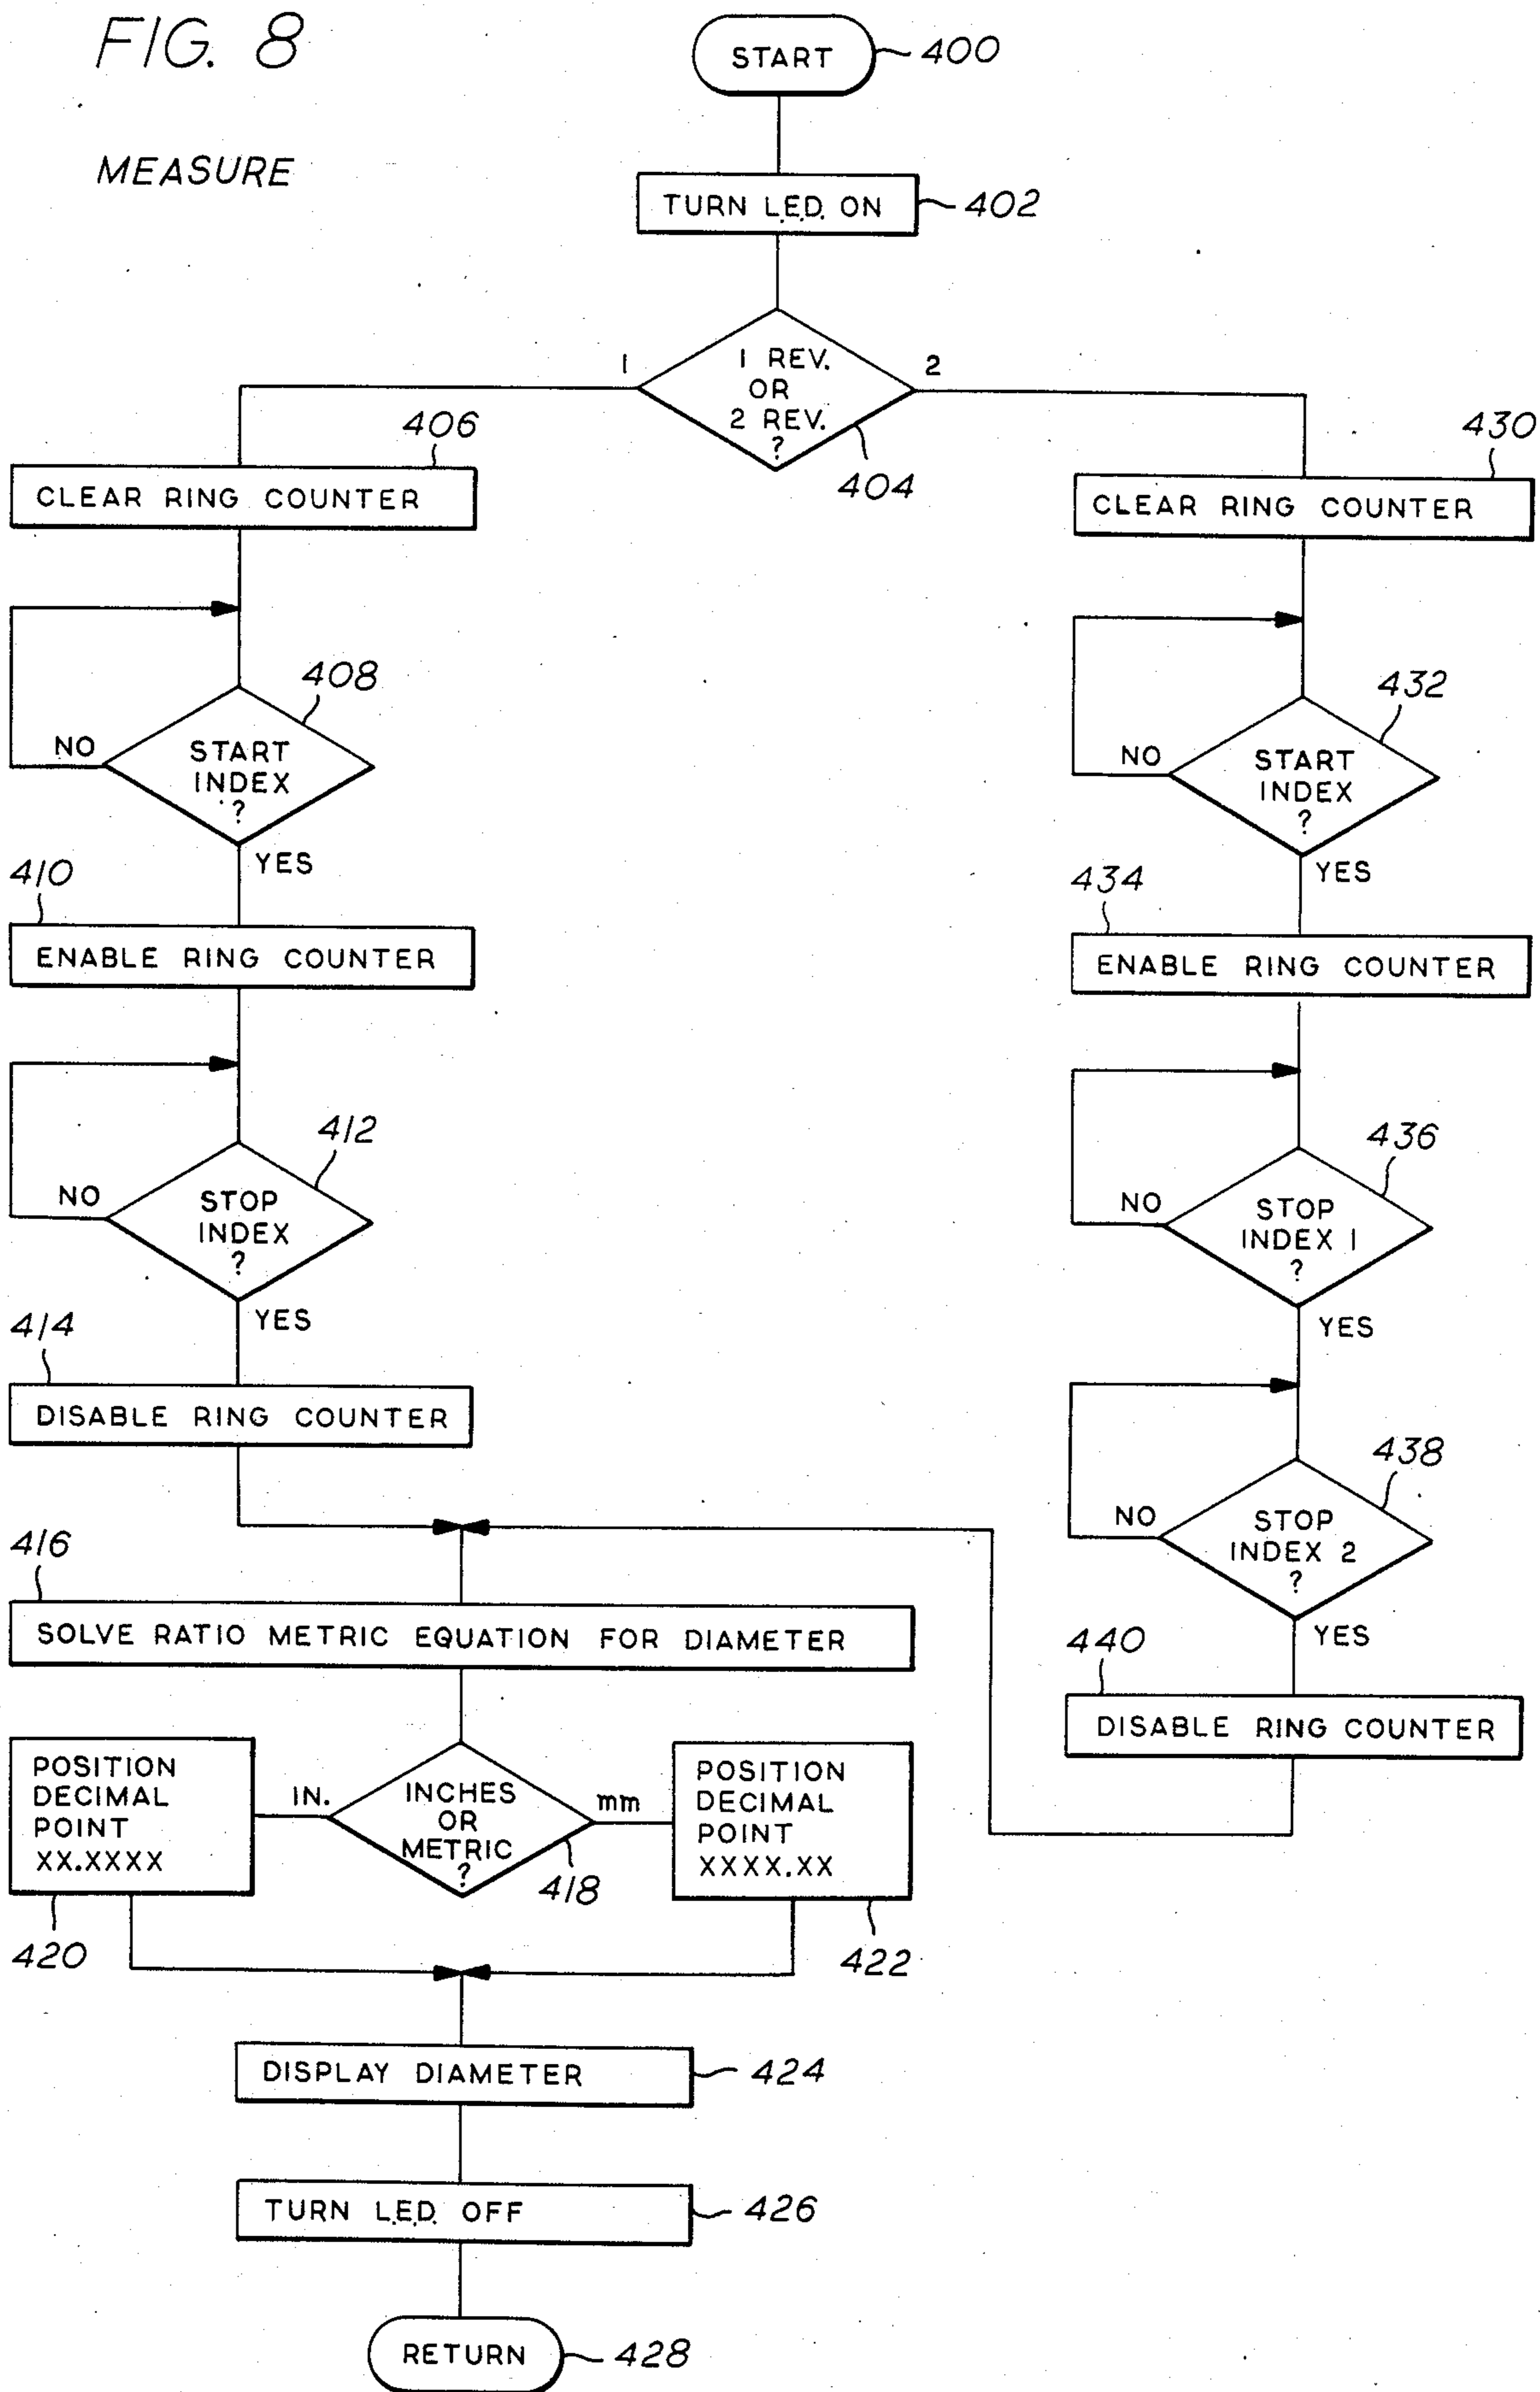 FIG. 8
MEASURE
START
400
TURN L.E.D. ON
402
1 REV.
OR
2 REV.
?
1
2
404
406
CLEAR RING COUNTER
408
START
INDEX
?
NO
YES
410
ENABLE RING COUNTER
412
STOP
INDEX
?
NO
YES
414
DISABLE RING COUNTER
430
CLEAR RING COUNTER
432
START
INDEX
?
NO
YES
434
ENABLE RING COUNTER
436
STOP
INDEX 1
?
NO
YES
438
STOP
INDEX 2
?
NO
YES
440
DISABLE RING COUNTER
416
SOLVE RATIO METRIC EQUATION FOR DIAMETER
INCHES
OR
METRIC
?
418
IN.
mm
POSITION
DECIMAL
POINT
XX.XXXX
420
POSITION
DECIMAL
POINT
XXXX.XX
422
DISPLAY DIAMETER
424
TURN L.E.D. OFF
426
RETURN
428